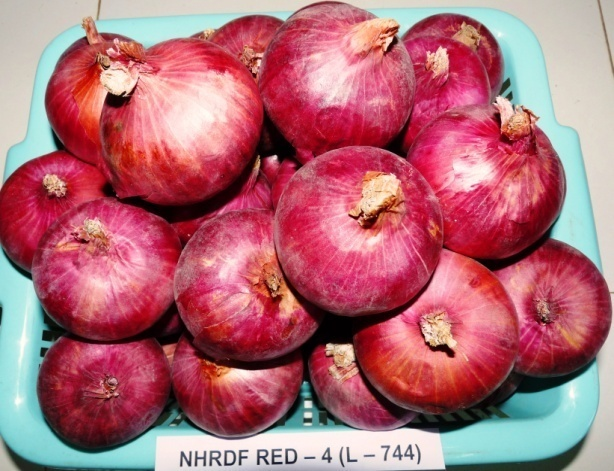 NHRDF RED – 4 (L – 744)